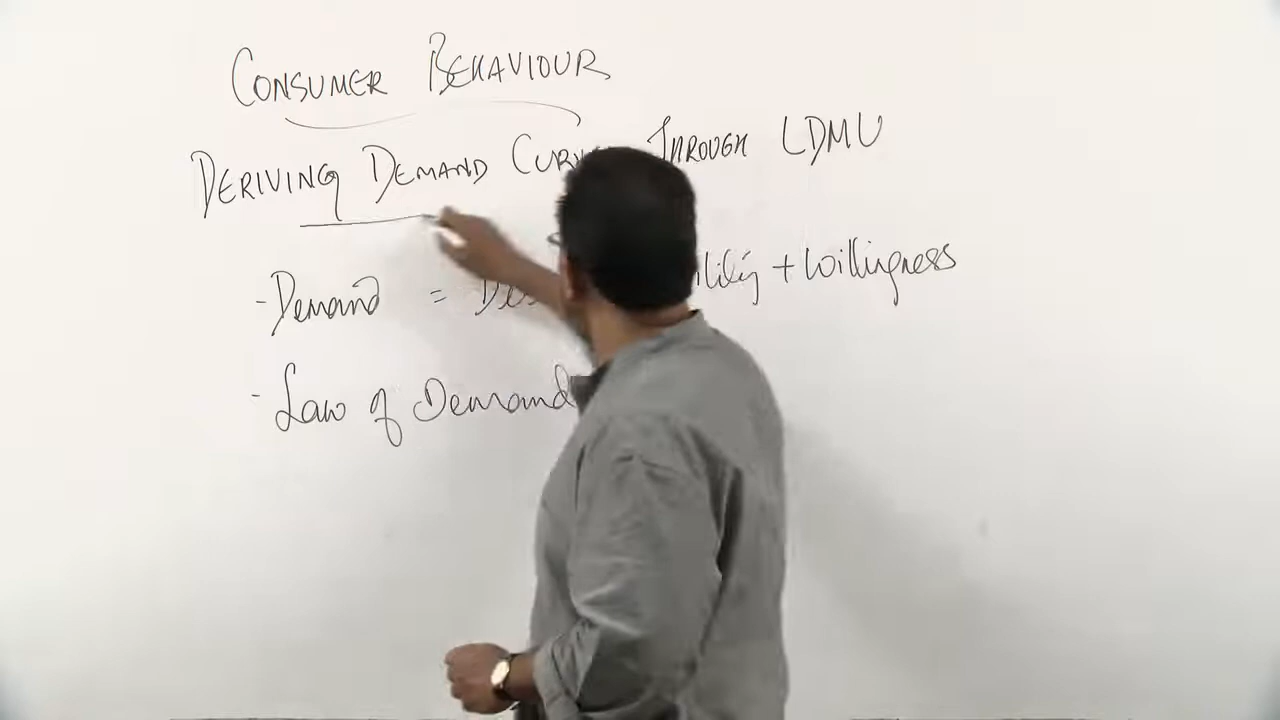 CONSUMER BEHAVIOUR
DERIVING DEMAND THROUGH LDMU
- Demand = + Willingness
- Law of Demand